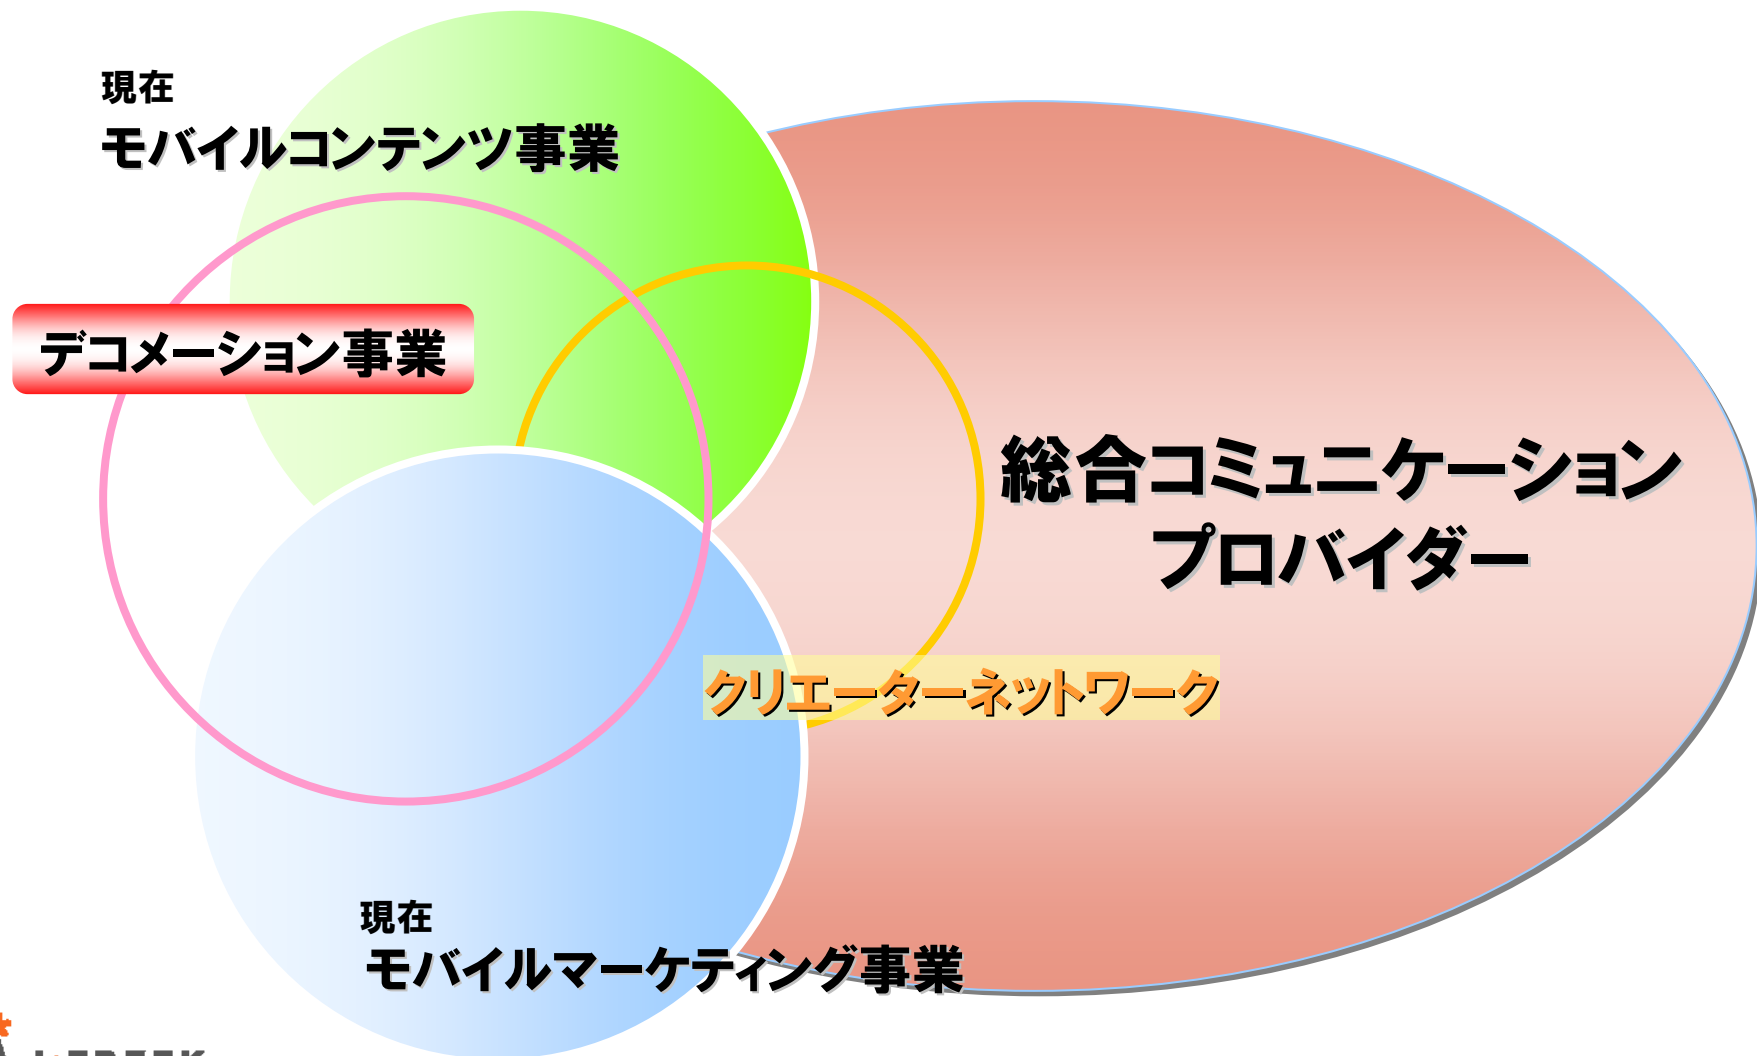 現在
モバイルコンテンツ事業
デコメーション事業
総合コミュニケーション
プロバイダー
クリエーターネットワーク
現在
モバイルマーケティング事業